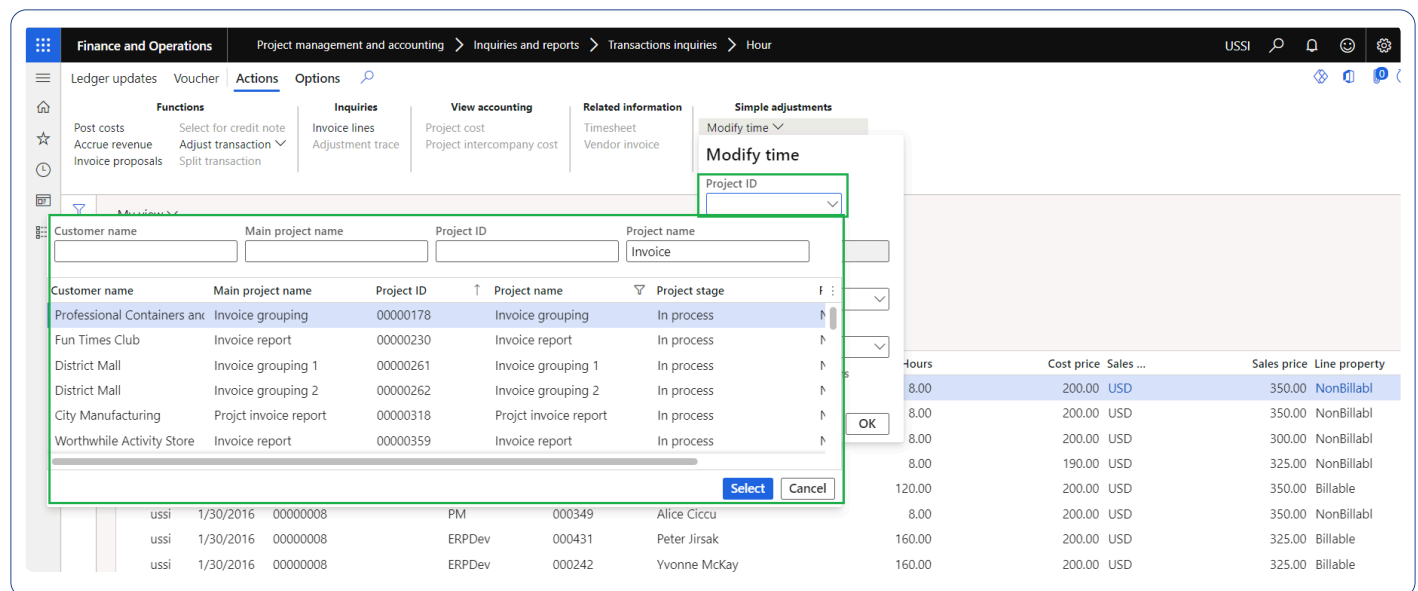 Finance and Operations Project management and accounting Inquiries and reports Transactions inquiries Hour USSI
Ledger updates Voucher Actions Options 0
Functions Inquiries View accounting Related information Simple adjustments
Post costs Select for credit note Invoice lines Project cost Timesheet Modify time
Accrue revenue Adjust transaction Adjustment trace Project intercompany cost Vendor invoice
Invoice proposals Split transaction
Modify time
Project ID
My view
Customer name Main project name Project ID Project name
Invoice
Customer name Main project name Project ID Project name Project stage
Professional Containers and Invoice grouping 00000178 Invoice grouping In process
Fun Times Club Invoice report 00000230 Invoice report In process
District Mall Invoice grouping 1 00000261 Invoice grouping 1 In process
District Mall Invoice grouping 2 00000262 Invoice grouping 2 In process
City Manufacturing Projct invoice report 00000318 Projct invoice report In process
Worthwhile Activity Store Invoice report 00000359 Invoice report In process
Select Cancel
OK
Hours Cost price Sales ... Sales price Line property
8.00 200.00 USD 350.00 NonBillabl
8.00 200.00 USD 350.00 NonBillabl
8.00 200.00 USD 300.00 NonBillabl
8.00 190.00 USD 325.00 NonBillabl
120.00 200.00 USD 350.00 Billable
ussi 1/30/2016 00000008 PM 000349 Alice Ciccu 8.00 200.00 USD 350.00 NonBillabl
ussi 1/30/2016 00000008 ERPDev 000431 Peter Jirsak 160.00 200.00 USD 325.00 Billable
ussi 1/30/2016 00000008 ERPDev 000242 Yvonne McKay 160.00 200.00 USD 325.00 Billable